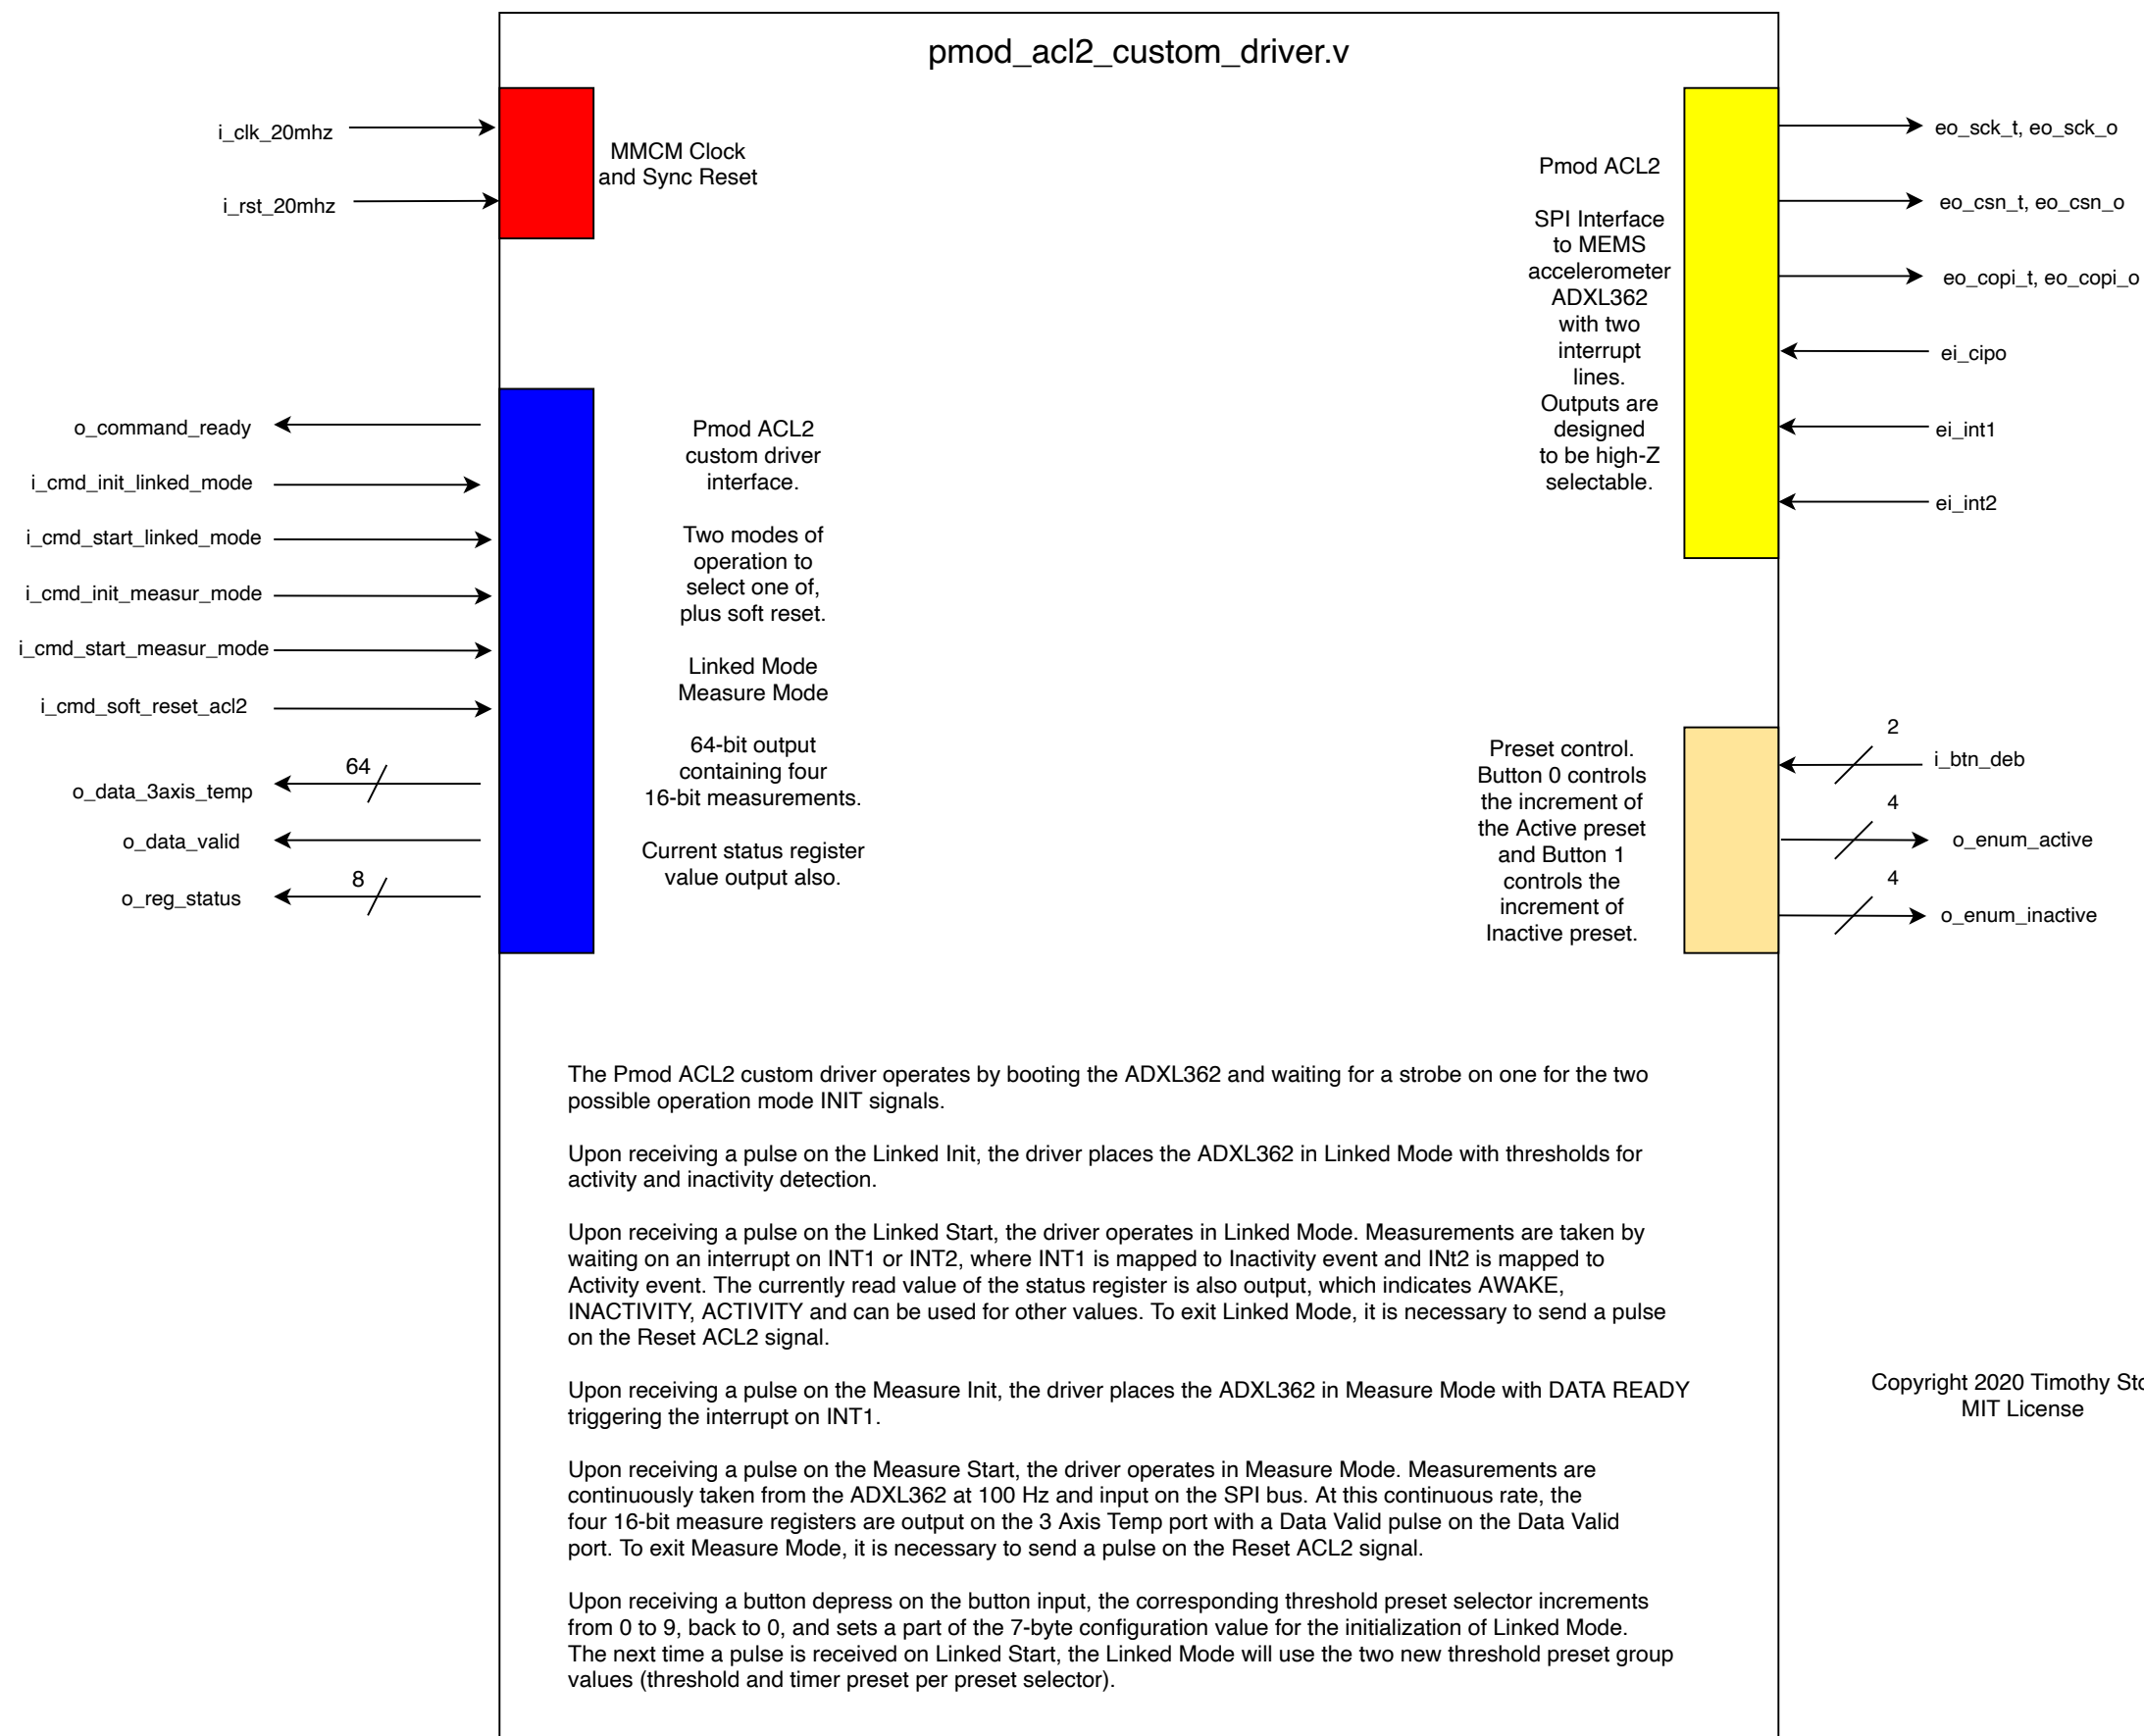 pmod_acl2_custom_driver.v
i_clk_20mhz
i_rst_20mhz
MMCM Clock
and Sync Reset
o_command_ready
i_cmd_init_linked_mode
i_cmd_start_linked_mode
i_cmd_init_measur_mode
i_cmd_start_measur_mode
i_cmd_soft_reset_acl2
64
o_data_3axis_temp
o_data_valid
8
o_reg_status
Pmod ACL2
custom driver
interface.
Two modes of
operation to
select one of,
plus soft reset.
Linked Mode
Measure Mode
64-bit output
containing four
16-bit measurements.
Current status register
value output also.
Pmod ACL2
SPI Interface
to MEMS
accelerometer
ADXL362
with two
interrupt
lines.
Outputs are
designed
to be high-Z
selectable.
eo_sck_t, eo_sck_o
eo_csn_t, eo_csn_o
eo_copi_t, eo_copi_o
ei_cipo
ei_int1
ei_int2
Preset control.
Button 0 controls
the increment of
the Active preset
and Button 1
controls the
increment of
Inactive preset.
2
i_btn_deb
4
o_enum_active
4
o_enum_inactive
The Pmod ACL2 custom driver operates by booting the ADXL362 and waiting for a strobe on one for the two
possible operation mode INIT signals.
Upon receiving a pulse on the Linked Init, the driver places the ADXL362 in Linked Mode with thresholds for
activity and inactivity detection.
Upon receiving a pulse on the Linked Start, the driver operates in Linked Mode. Measurements are taken by
waiting on an interrupt on INT1 or INT2, where INT1 is mapped to Inactivity event and INt2 is mapped to
Activity event. The currently read value of the status register is also output, which indicates AWAKE,
INACTIVITY, ACTIVITY and can be used for other values. To exit Linked Mode, it is necessary to send a pulse
on the Reset ACL2 signal.
Upon receiving a pulse on the Measure Init, the driver places the ADXL362 in Measure Mode with DATA READY
triggering the interrupt on INT1.
Upon receiving a pulse on the Measure Start, the driver operates in Measure Mode. Measurements are
continuously taken from the ADXL362 at 100 Hz and input on the SPI bus. At this continuous rate, the
four 16-bit measure registers are output on the 3 Axis Temp port with a Data Valid pulse on the Data Valid
port. To exit Measure Mode, it is necessary to send a pulse on the Reset ACL2 signal.
Upon receiving a button depress on the button input, the corresponding threshold preset selector increments
from 0 to 9, back to 0, and sets a part of the 7-byte configuration value for the initialization of Linked Mode.
The next time a pulse is received on Linked Start, the Linked Mode will use the two new threshold preset group
values (threshold and timer preset per preset selector).
Copyright 2020 Timothy
MIT License